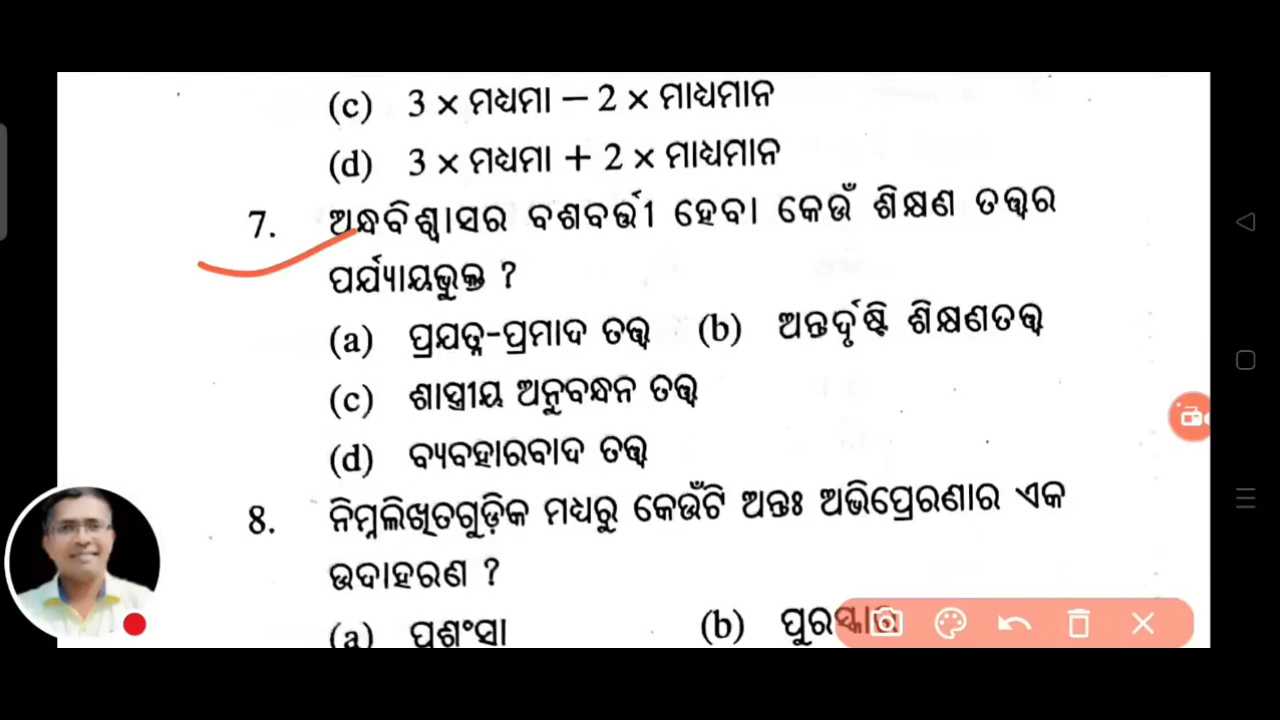 (c) 3 × ମଧ୍ୟମା − 2 × ମାଧ୍ୟମାନ
(d) 3 × ମଧ୍ୟମା + 2 × ମାଧ୍ୟମାନ
7. ଅନ୍ଧବିଶ୍ୱାସର ବଶବର୍ତ୍ତୀ ହେବା କେଉଁ ଶିକ୍ଷଣ ତତ୍ତ୍ୱର
ପର୍ଯ୍ୟାୟଭୁକ୍ତ ?
(a) ପ୍ରଯତ୍ନ-ପ୍ରମାଦ ତତ୍ତ୍ୱ (b) ଅନ୍ତର୍ଦୃଷ୍ଟି ଶିକ୍ଷଣତତ୍ତ୍ୱ
(c) ଶାସ୍ତ୍ରୀୟ ଅନୁବନ୍ଧନ ତତ୍ତ୍ୱ
(d) ବ୍ୟବହାରବାଦ ତତ୍ତ୍ୱ
8. ନିମ୍ନଲିଖିତଗୁଡ଼ିକ ମଧ୍ୟରୁ କେଉଁଟି ଅନ୍ତଃ ଅଭିପ୍ରେରଣାର ଏକ
ଉଦାହରଣ ?
(a) ପ୍ରଶଂସା (b) ପୁରସ୍କାର